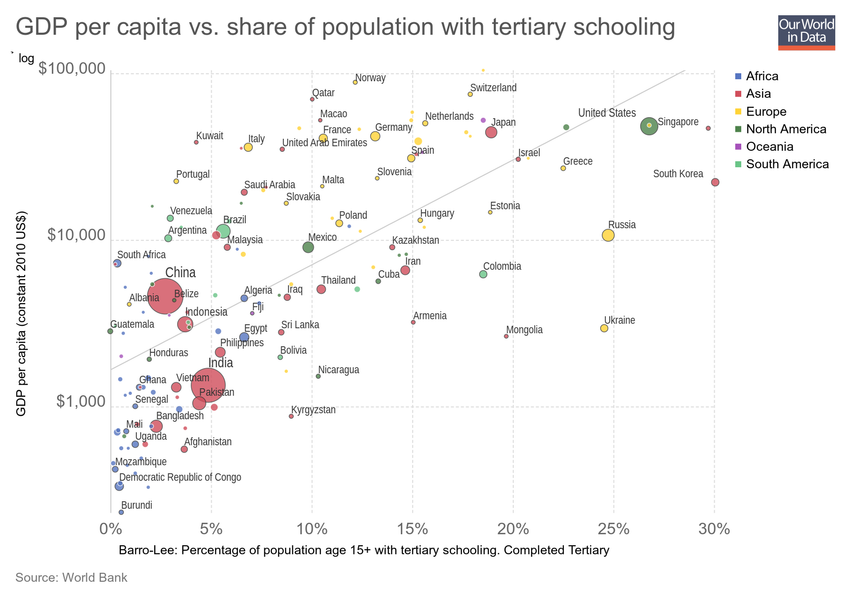 GDP per capita vs. share of population with tertiary schooling
Our World
in Data
` log
$100,000
$10,000
$1,000
GDP per capita (constant 2010 US$)
Africa
Asia
Europe
North America
Oceania
South America
Norway
Switzerland
Qatar
Macao
Netherlands
Japan
United States
Singapore
France
Germany
Kuwait
Italy
United Arab Emirates
Spain
Israel
Greece
South Korea
Portugal
Slovenia
Malta
Saudi Arabia
Slovakia
Venezuela
Poland
Hungary
Estonia
Brazil
Argentina
Malaysia
Mexico
Kazakhstan
Russia
South Africa
Iran
Colombia
China
Cuba
Thailand
Belize
Albania
Algeria
Iraq
Fiji
Indonesia
Armenia
Ukraine
Guatemala
Egypt
Sri Lanka
Mongolia
Philippines
Honduras
Bolivia
India
Nicaragua
Ghana
Vietnam
Pakistan
Senegal
Kyrgyzstan
Bangladesh
Mali
Uganda
Afghanistan
Mozambique
Democratic Republic of Congo
Burundi
0% 5% 10% 15% 20% 25% 30%
Barro-Lee: Percentage of population age 15+ with tertiary schooling. Completed Tertiary
Source: World Bank